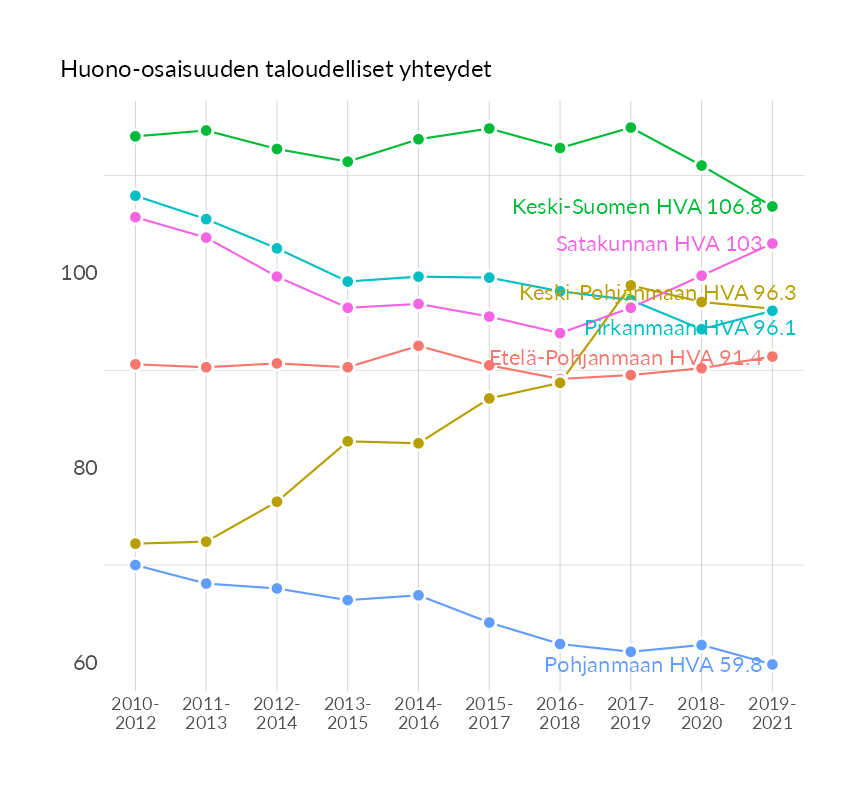 Huono-osaisuuden taloudelliset yhteydet
Keski-Suomen HVA 106.8
Satakunnan HVA 103
100
Keski-Pohjanmaan HVA 96.3
Pirkanmaan HVA 96.1
Etelä-Pohjanmaan HVA 91.4
80
60
Pohjanmaan HVA 59.8
2010- 2011- 2012- 2013- 2014- 2015- 2016- 2017- 2018- 2019-
2012 2013 2014 2015 2016 2017 2018 2019 2020 2021